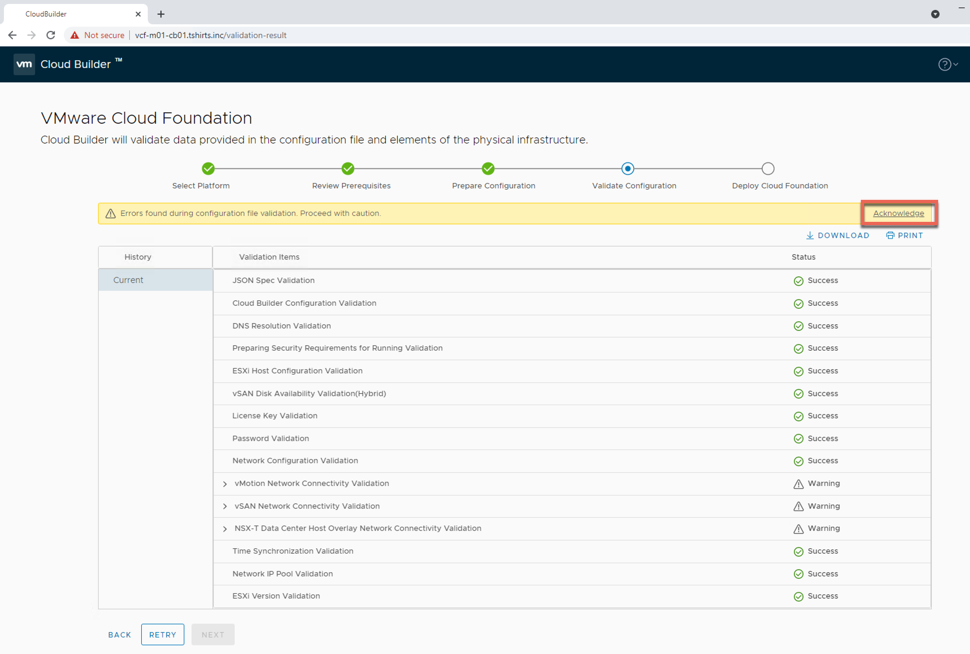 CloudBuilder
Not secure vcf-m01-cb01.tshirts.inc/validation-result
vm Cloud Builder ™
VMware Cloud Foundation
Cloud Builder will validate data provided in the configuration file and elements of the physical infrastructure.
Select Platform Review Prerequisites Prepare Configuration Validate Configuration Deploy Cloud Foundation
Errors found during configuration file validation. Proceed with caution. Acknowledge
DOWNLOAD PRINT
History Validation Items Status
Current JSON Spec Validation Success
Cloud Builder Configuration Validation Success
DNS Resolution Validation Success
Preparing Security Requirements for Running Validation Success
ESXi Host Configuration Validation Success
vSAN Disk Availability Validation(Hybrid) Success
License Key Validation Success
Password Validation Success
Network Configuration Validation Success
vMotion Network Connectivity Validation Warning
vSAN Network Connectivity Validation Warning
NSX-T Data Center Host Overlay Network Connectivity Validation Warning
Time Synchronization Validation Success
Network IP Pool Validation Success
ESXi Version Validation Success
BACK RETRY NEXT